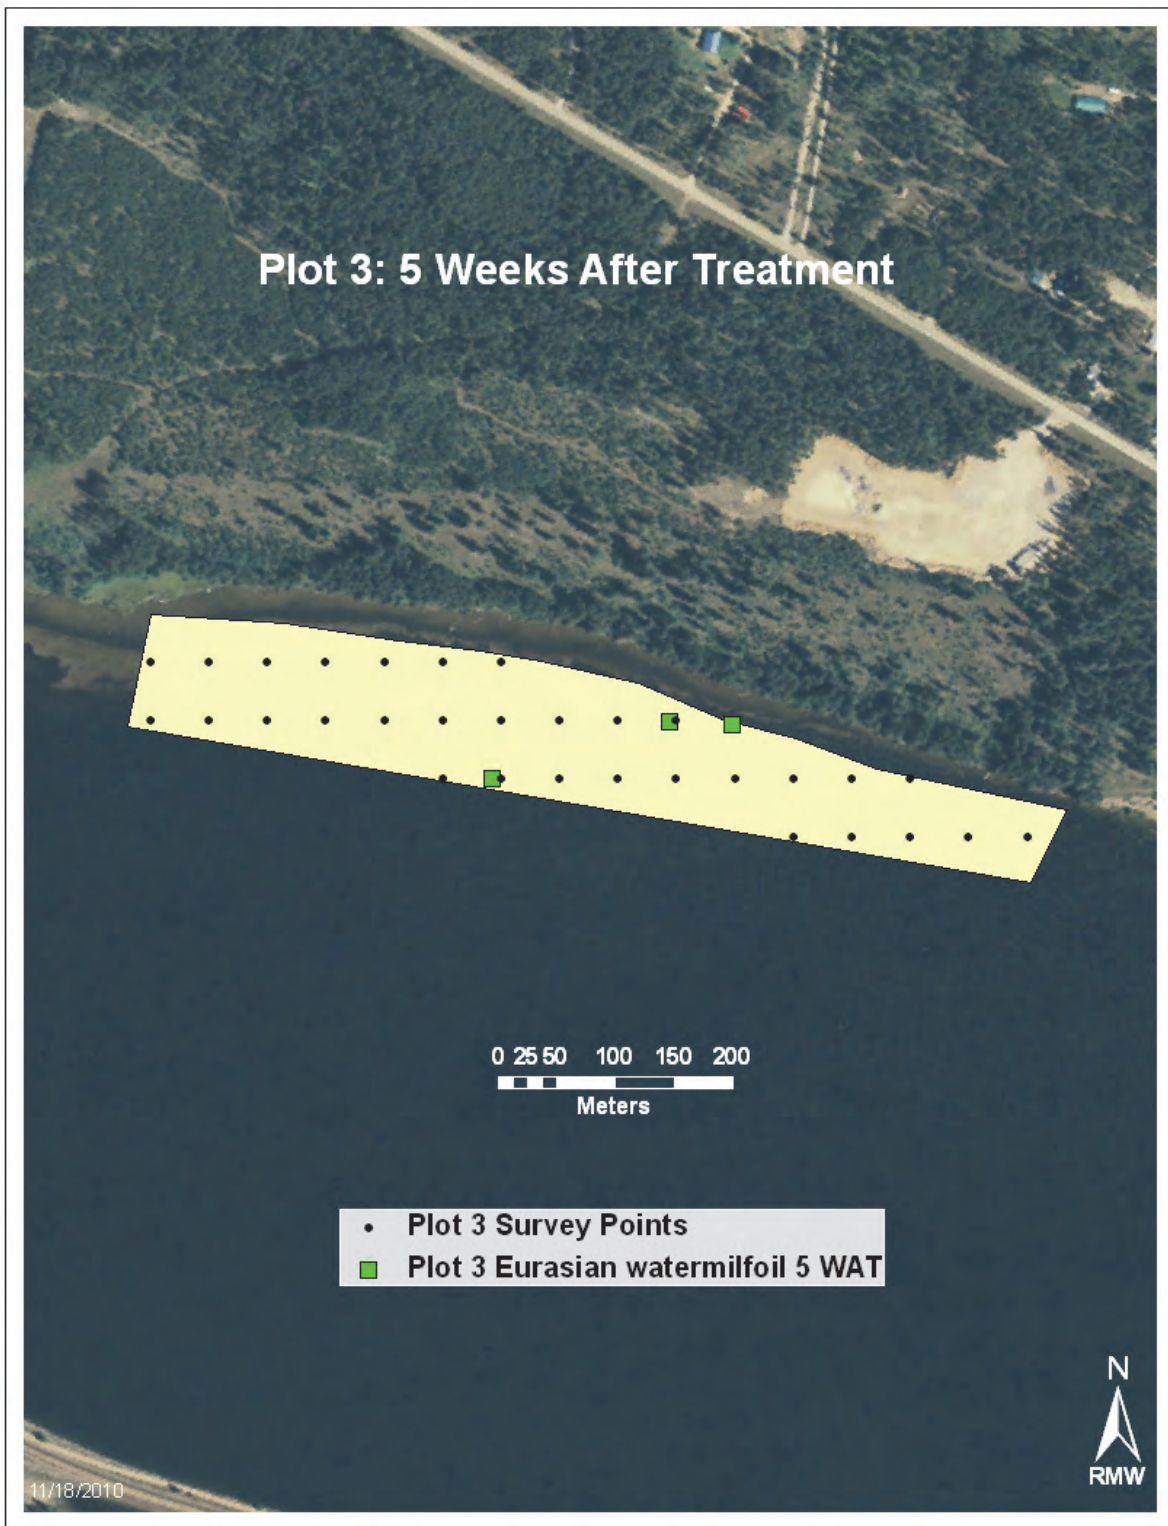 Plot 3: 5 Weeks After Treatment
0 25 50 100 150 200
Meters
Plot 3 Survey Points
Plot 3 Eurasian watermilfoil 5 WAT
N
RMW
11/18/2010